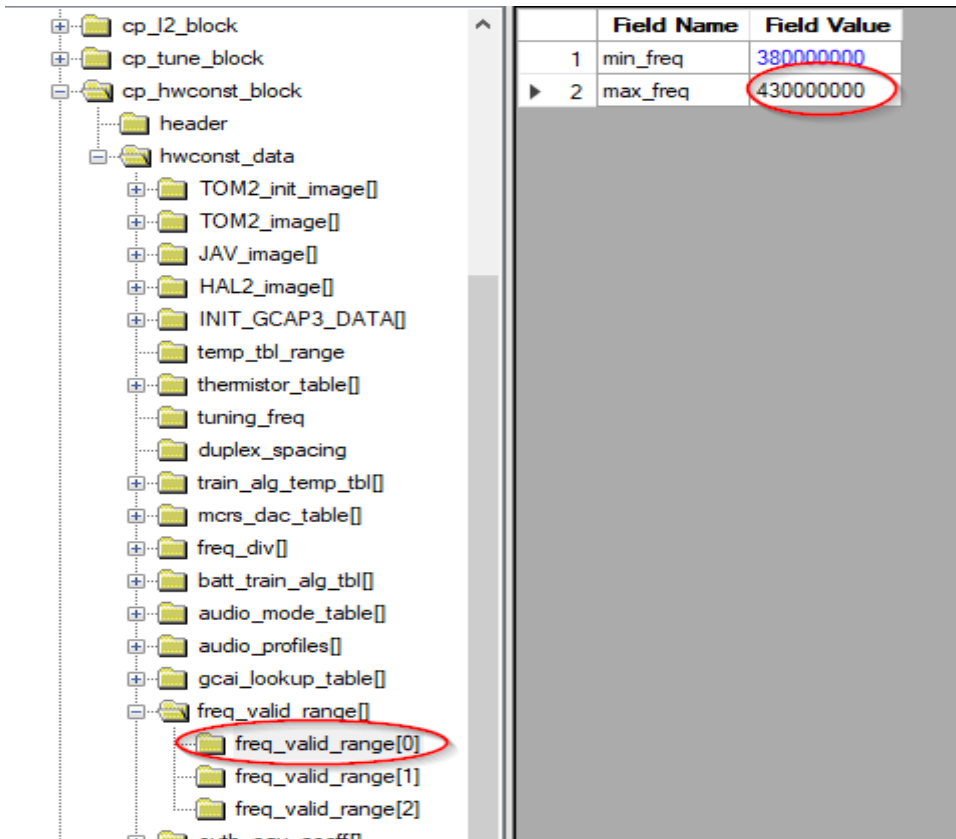 cp_l2_block
cp_tune_block
cp_hwconst_block
header
hwconst_data
TOM2_init_image[]
TOM2_image[]
JAV_image[]
HAL2_image[]
INIT_GCAP3_DATA[]
temp_tbl_range
thermistor_table[]
tuning_freq
duplex_spacing
train_alg_temp_tbl[]
mcrs_dac_table[]
freq_div[]
batt_train_alg_tbl[]
audio_mode_table[]
audio_profiles[]
gcai_lookup_table[]
freq_valid_range[]
freq_valid_range[0]
freq_valid_range[1]
freq_valid_range[2]
Field Name Field Value
1 min_freq 380000000
2 max_freq 430000000